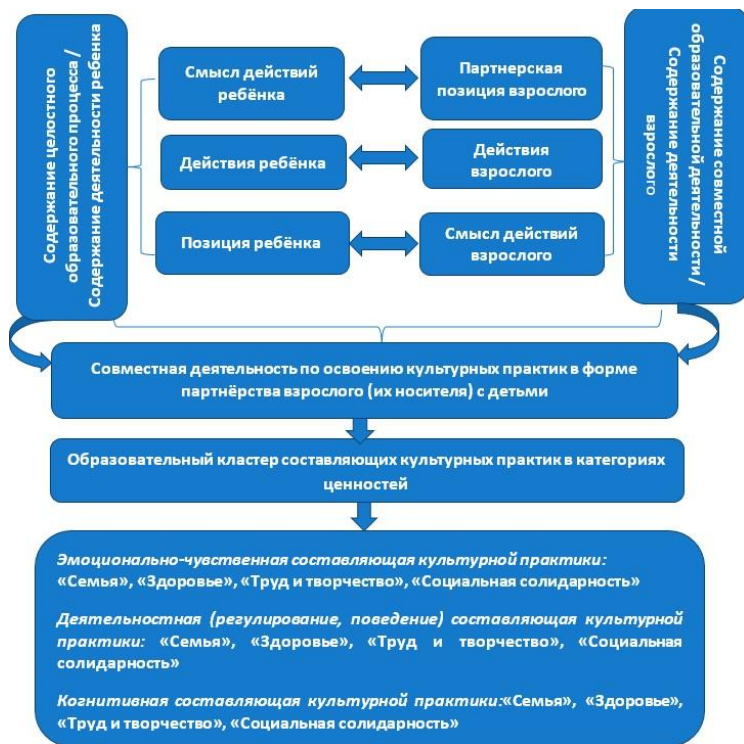 Содержание целостного
образовательного процесса /
Содержание деятельности ребенка
Смысл действий
ребёнка
Партнерская
позиция взрослого
Действия ребёнка
Действия
взрослого
Позиция ребёнка
Смысл действий
взрослого
Содержание совместной
образовательной деятельности /
Содержание деятельности
взрослого
Совместная деятельность по освоению культурных практик в форме
партнёрства взрослого (их носителя) с детьми
Образовательный кластер составляющих культурных практик в категориях
ценностей
Эмоционально-чувственная составляющая культурной практики:
«Семья», «Здоровье», «Труд и творчество», «Социальная солидарность»
Деятельностная (регулирование, поведение) составляющая культурной
практики: «Семья», «Здоровье», «Труд и творчество», «Социальная
солидарность»
Когнитивная составляющая культурной практики:«Семья», «Здоровье»,
«Труд и творчество», «Социальная солидарность»